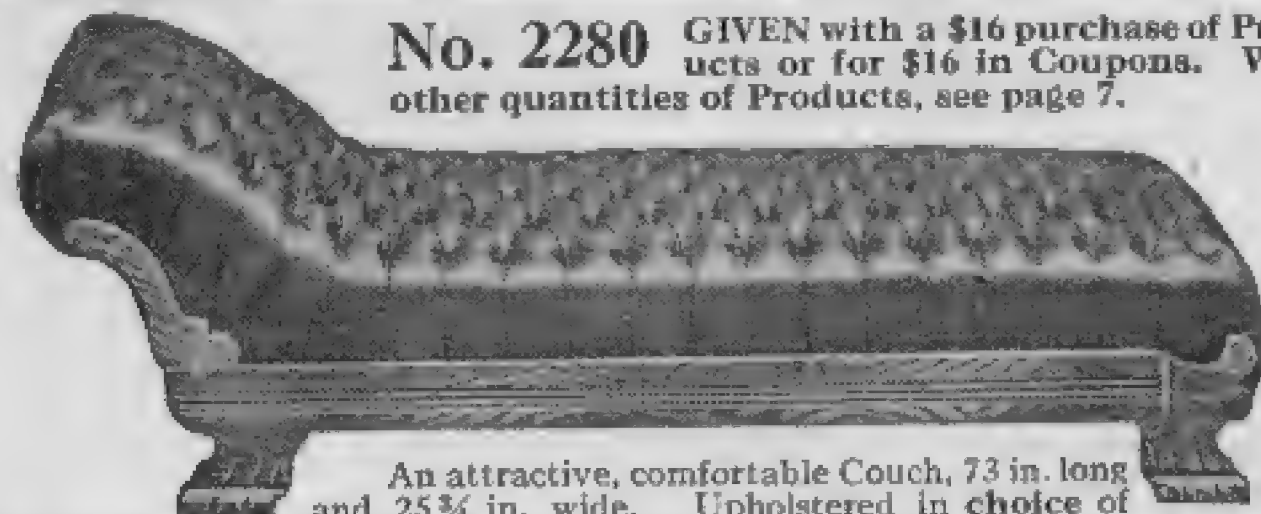 No. 2280 GIVEN with a $16 purchase of
ucts or for $16 in Coupons.
other quantities of Products, see page 7.
An attractive, comfortable Couch, 73 in. long
and 25¾ in. wide. Upholstered in choice of